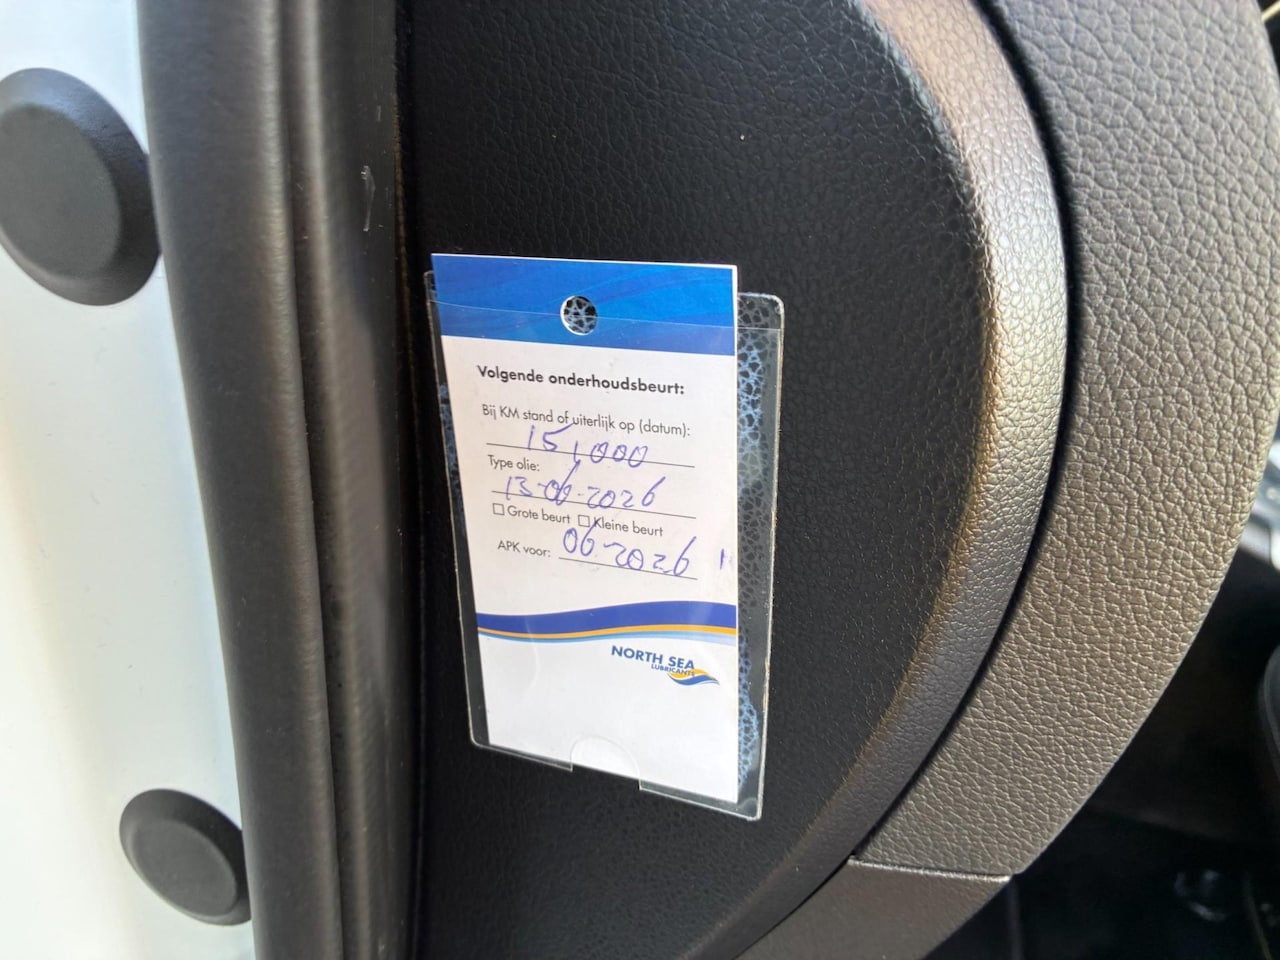 Volgende onderhoudsbeurt:
Bij KM stand of uiterlijk op (datum):
15,000
Type olie:
13-06-2026
Grote beurt Kleine beurt
APK voor: 06-2026
NORTH SEA
LUBRICANTS